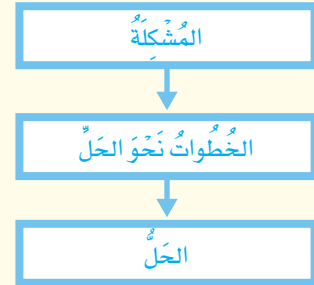 المُشْكِلَةُ
الخُطُواتُ نَحْوَ الحَلِّ
الحَلُّ